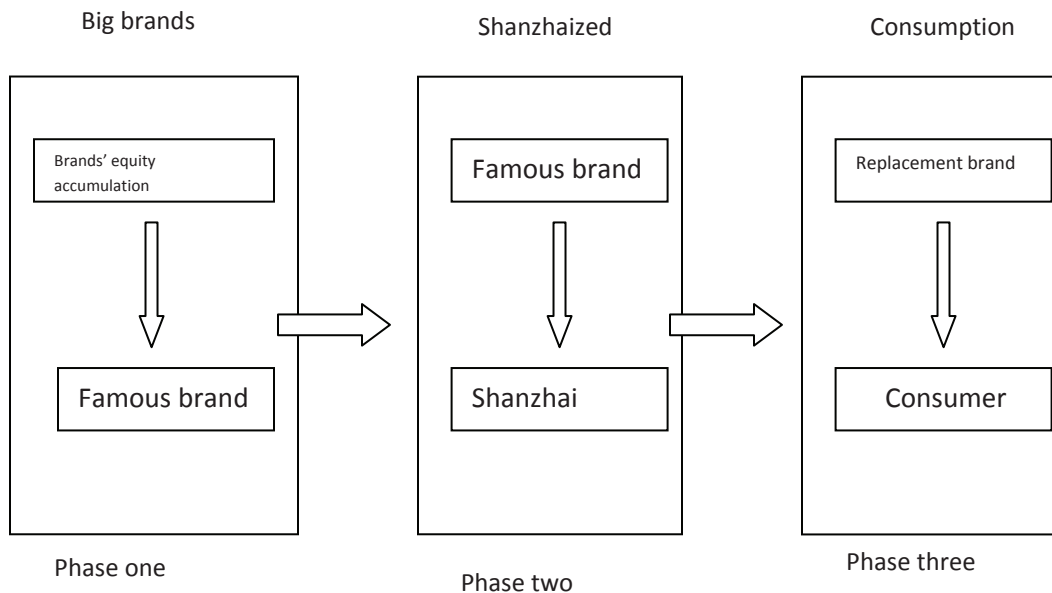 Big brands
Shanzhaized
Consumption
Brands’ equity
accumulation
Famous brand
Replacement brand
Famous brand
Shanzhai
Consumer
Phase one
Phase two
Phase three